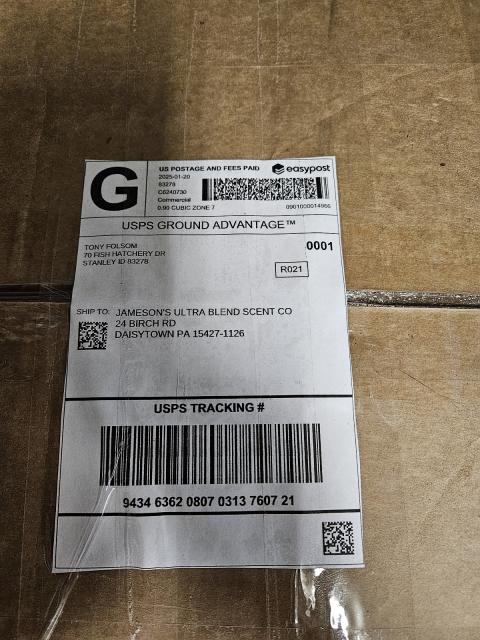 G
US POSTAGE AND FEES PAID
easypost
2025-01-20
83278
C6240730
Commercial
0.90 CUBIC ZONE 7
0901000014966
USPS GROUND ADVANTAGE™
TONY FOLSOM
70 FISH HATCHERY DR
STANLEY ID 83278
0001
R021
SHIP TO: JAMESON'S ULTRA BLEND SCENT CO
24 BIRCH RD
DAISYTOWN PA 15427-1126
USPS TRACKING #
9434 6362 0807 0313 7607 21